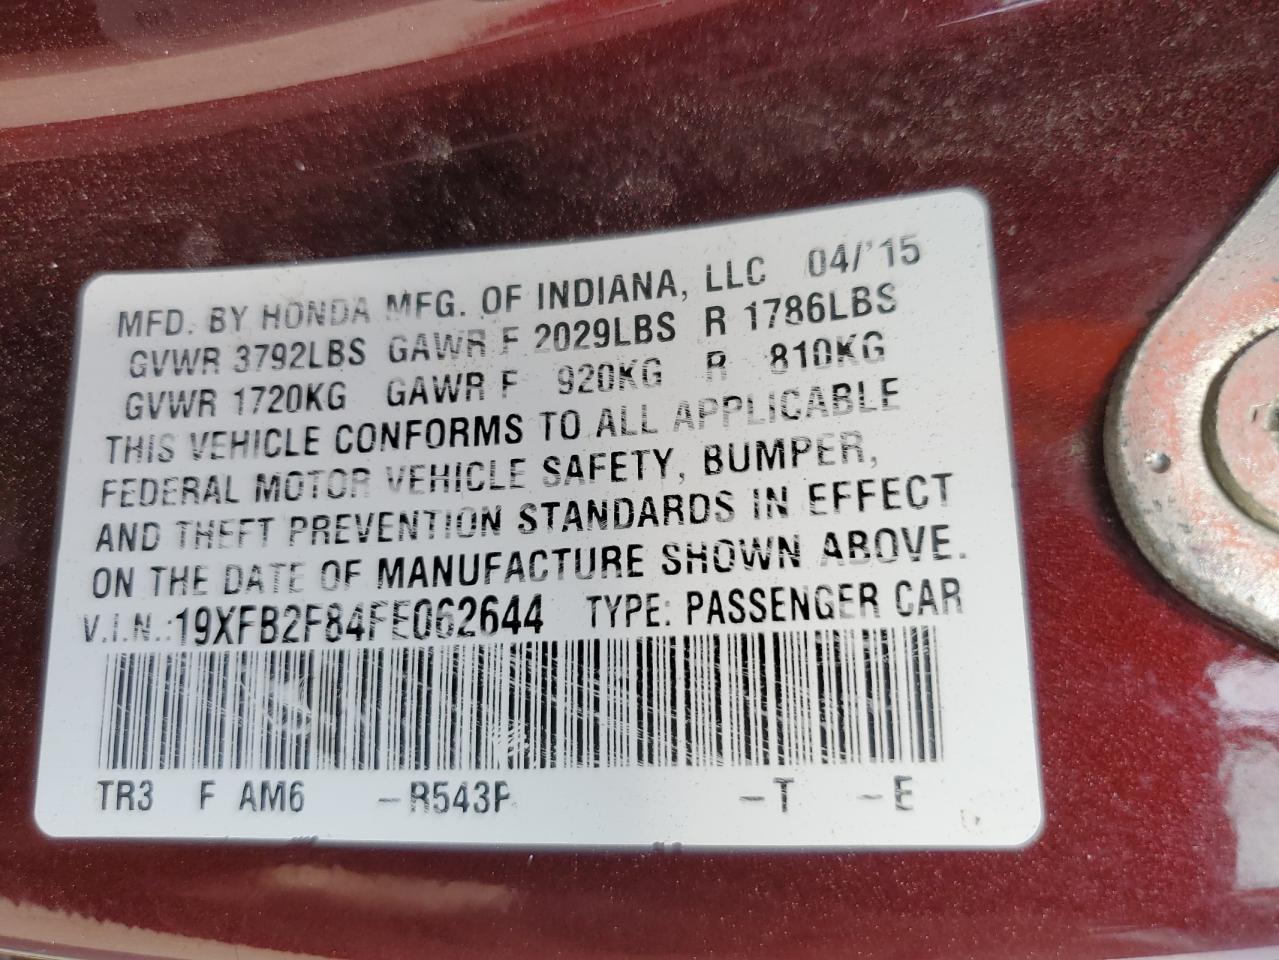 MFD. BY HONDA MFG. OF INDIANA, LLC 04/'15
GVWR 3792LBS GAWR F 2029LBS R 1786LBS
GVWR 1720KG GAWR F 920KG R 810KG
THIS VEHICLE CONFORMS TO ALL APPLICABLE
FEDERAL MOTOR VEHICLE SAFETY, BUMPER,
AND THEFT PREVENTION STANDARDS IN EFFECT
ON THE DATE OF MANUFACTURE SHOWN ABOVE.
V.I.N.:19XFB2F84FE062644 TYPE: PASSENGER CAR
TR3 F AM6 -R543P -T -E